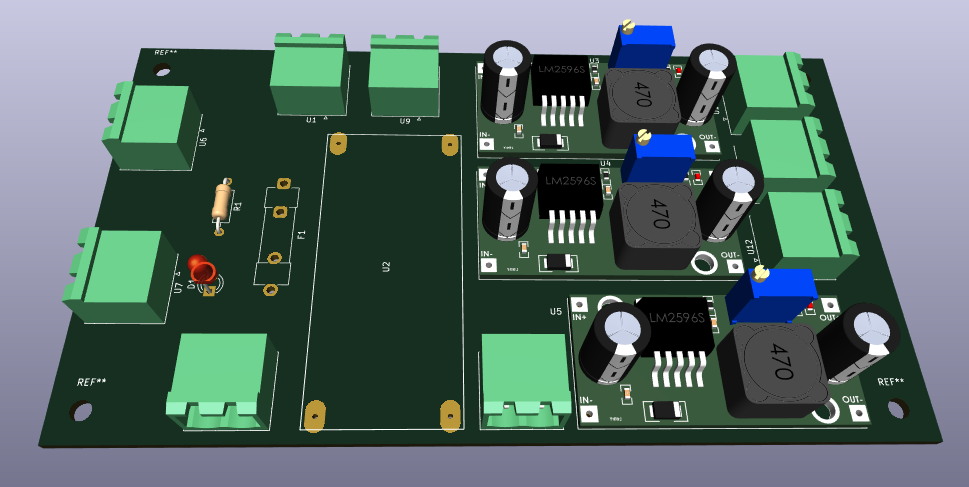 REF**
U1
U9
U6
R1
F1
U2
U7
D1
U5
REF**
REF**
IN-
OUT-
LM2596S
470
U4
IN-
OUT-
LM2596S
470
U12
IN+
OUT-
IN-
OUT-
LM2596S
470